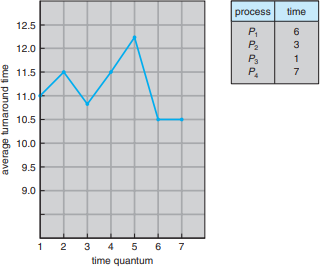 average turnaround time
12.5
12.0
11.5
11.0
10.5
10.0
9.5
9.0
1 2 3 4 5 6 7
time quantum
process time
P1 6
P2 3
P3 1
P4 7